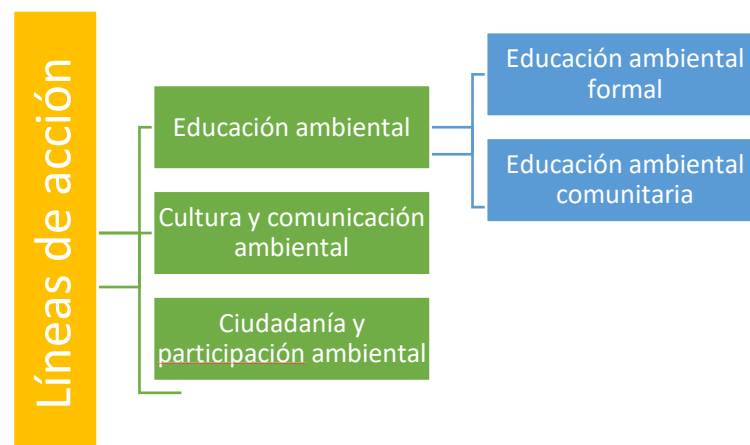 Líneas de acción
Educación ambiental
Cultura y comunicación
ambiental
Ciudadanía y
participación ambiental
Educación ambiental
formal
Educación ambiental
comunitaria